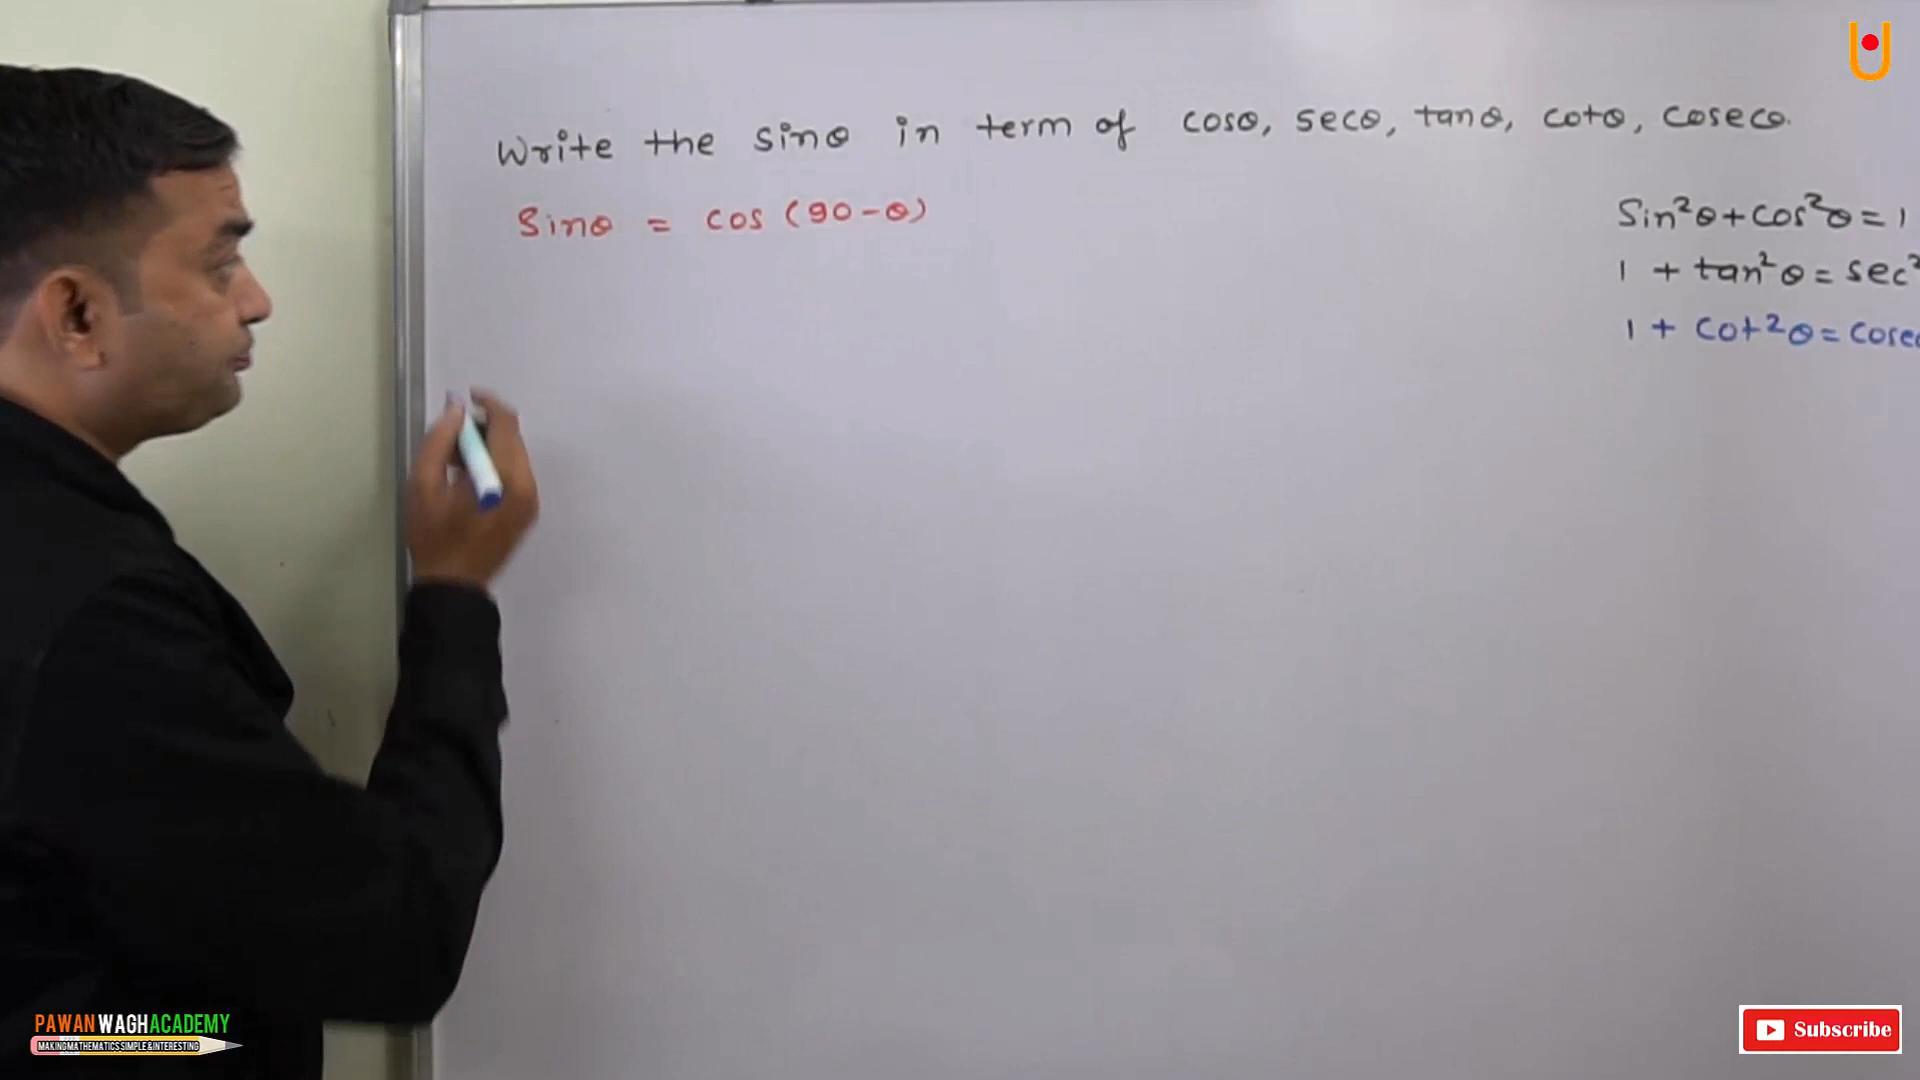 Write the sinθ in term of cosθ, secθ, tanθ, cotθ, cosecθ.
Sinθ = cos (90-θ)
Sin²θ+cos²θ=1
1 + tan²θ = sec²
1 + cot²θ = cosec
PAWAN WAGH ACADEMY
MAKING MATHEMATICS SIMPLE & INTERESTING
Subscribe